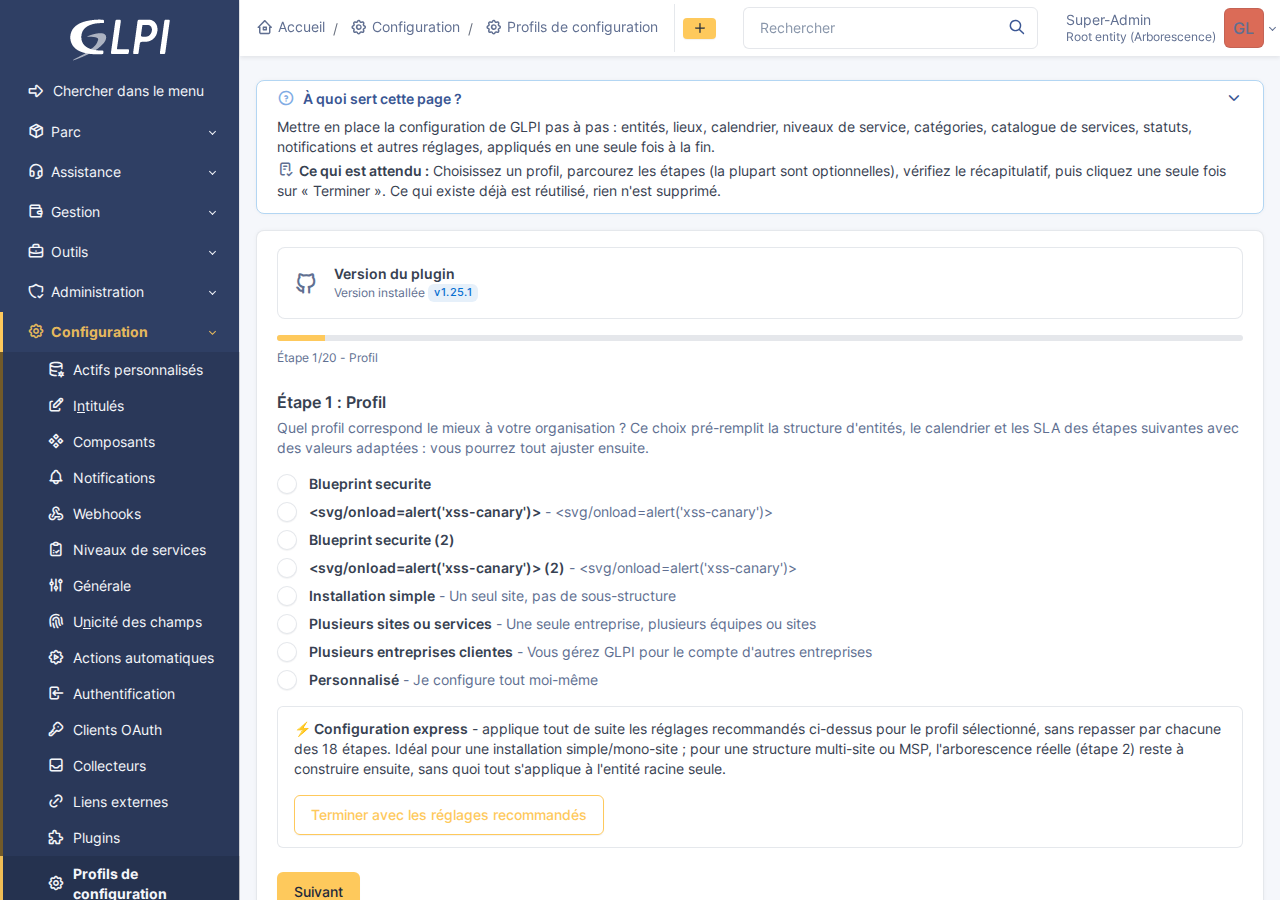 GLPI
Accueil / Configuration / Profils de configuration
Rechercher
Super-Admin
Root entity (Arborescence)
GL
Chercher dans le menu
Parc
Assistance
Gestion
Outils
Administration
Configuration
Actifs personnalisés
Intitulés
Composants
Notifications
Webhooks
Niveaux de services
Générale
Unicité des champs
Actions automatiques
Authentification
Clients OAuth
Collecteurs
Liens externes
Plugins
Profils de
configuration
À quoi sert cette page ?
Mettre en place la configuration de GLPI pas à pas : entités, lieux, calendrier, niveaux de service, catégories, catalogue de services, statuts,
notifications et autres réglages, appliqués en une seule fois à la fin.
Ce qui est attendu : Choisissez un profil, parcourez les étapes (la plupart sont optionnelles), vérifiez le récapitulatif, puis cliquez une seule fois
sur « Terminer ». Ce qui existe déjà est réutilisé, rien n'est supprimé.
Version du plugin
Version installée v1.25.1
Étape 1/20 - Profil
Étape 1 : Profil
Quel profil correspond le mieux à votre organisation ? Ce choix pré-remplit la structure d'entités, le calendrier et les SLA des étapes suivantes avec
des valeurs adaptées : vous pourrez tout ajuster ensuite.
Blueprint securite
<svg/onload=alert('xss-canary')> - <svg/onload=alert('xss-canary')>
Blueprint securite (2)
<svg/onload=alert('xss-canary')> (2) - <svg/onload=alert('xss-canary')>
Installation simple - Un seul site, pas de sous-structure
Plusieurs sites ou services - Une seule entreprise, plusieurs équipes ou sites
Plusieurs entreprises clientes - Vous gérez GLPI pour le compte d'autres entreprises
Personnalisé - Je configure tout moi-même
⚡ Configuration express - applique tout de suite les réglages recommandés ci-dessus pour le profil sélectionné, sans repasser par chacune
des 18 étapes. Idéal pour une installation simple/mono-site ; pour une structure multi-site ou MSP, l'arborescence réelle (étape 2) reste à
construire ensuite, sans quoi tout s'applique à l'entité racine seule.
Terminer avec les réglages recommandés
Suivant